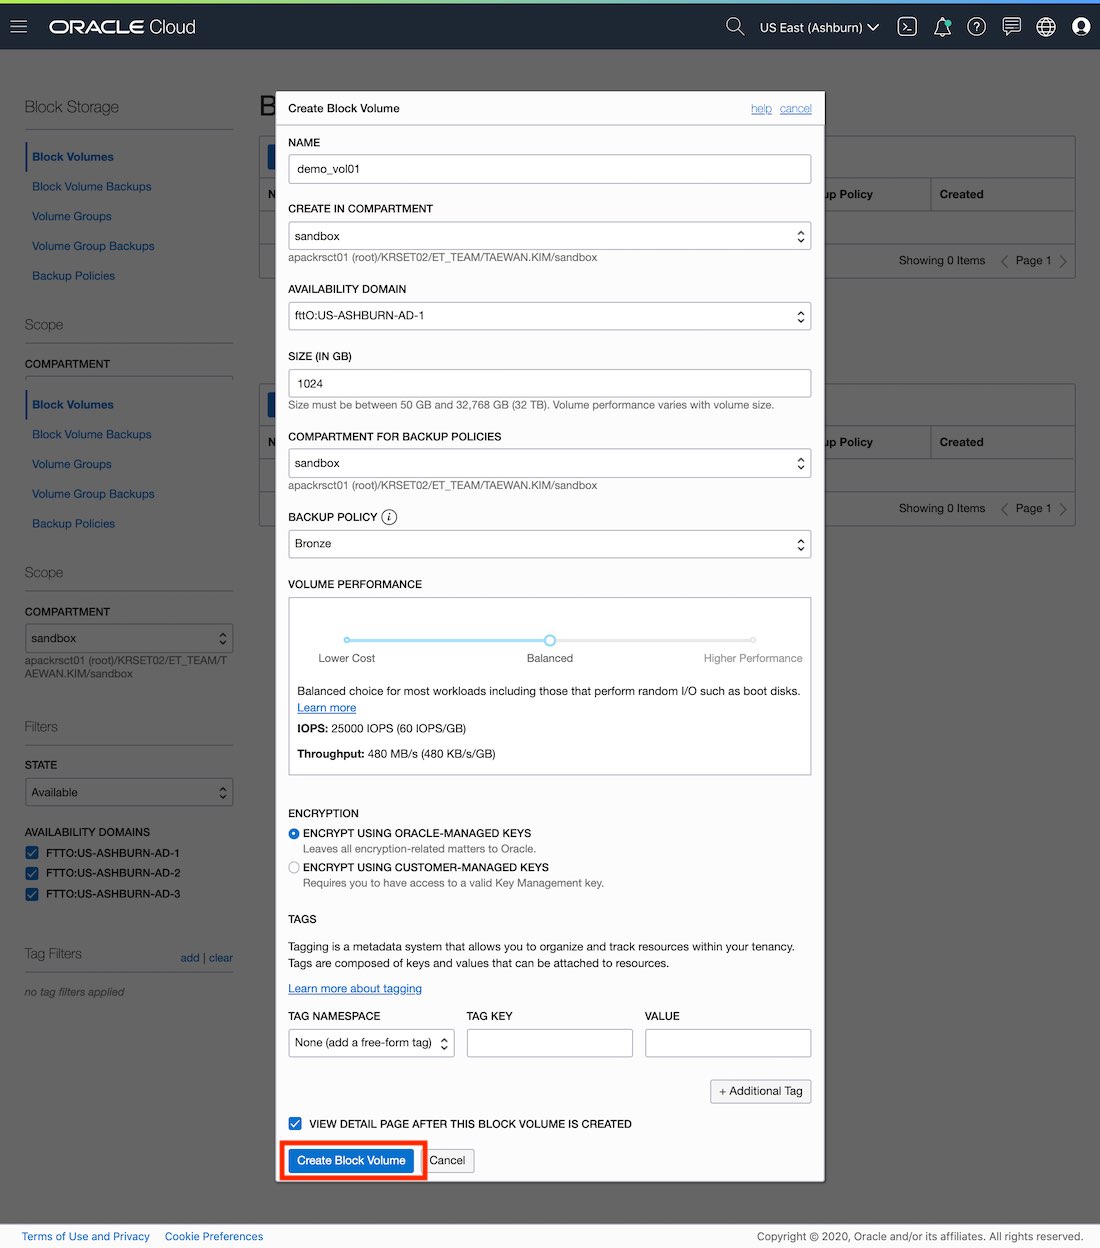 ORACLE Cloud
US East (Ashburn)
Block Storage
Block Volumes
Block Volume Backups
Volume Groups
Volume Group Backups
Backup Policies
Scope
COMPARTMENT
Block Volumes
Block Volume Backups
Volume Groups
Volume Group Backups
Backup Policies
Scope
COMPARTMENT
sandbox
apackrsct01 (root)/KRSET02/ET_TEAM/T
AEWAN.KIM/sandbox
Filters
STATE
Available
AVAILABILITY DOMAINS
FTTO:US-ASHBURN-AD-1
FTTO:US-ASHBURN-AD-2
FTTO:US-ASHBURN-AD-3
Tag Filters add | clear
no tag filters applied
Create Block Volume help cancel
NAME
demo_vol01
CREATE IN COMPARTMENT
sandbox
apackrsct01 (root)/KRSET02/ET_TEAM/TAEWAN.KIM/sandbox
AVAILABILITY DOMAIN
fttO:US-ASHBURN-AD-1
SIZE (IN GB)
1024
Size must be between 50 GB and 32,768 GB (32 TB). Volume performance varies with volume size.
COMPARTMENT FOR BACKUP POLICIES
sandbox
apackrsct01 (root)/KRSET02/ET_TEAM/TAEWAN.KIM/sandbox
BACKUP POLICY
Bronze
VOLUME PERFORMANCE
Lower Cost Balanced Higher Performance
Balanced choice for most workloads including those that perform random I/O such as boot disks.
Learn more
IOPS: 25000 IOPS (60 IOPS/GB)
Throughput: 480 MB/s (480 KB/s/GB)
ENCRYPTION
ENCRYPT USING ORACLE-MANAGED KEYS
Leaves all encryption-related matters to Oracle.
ENCRYPT USING CUSTOMER-MANAGED KEYS
Requires you to have access to a valid Key Management key.
TAGS
Tagging is a metadata system that allows you to organize and track resources within your tenancy.
Tags are composed of keys and values that can be attached to resources.
Learn more about tagging
TAG NAMESPACE TAG KEY VALUE
None (add a free-form tag)
+ Additional Tag
VIEW DETAIL PAGE AFTER THIS BLOCK VOLUME IS CREATED
Create Block Volume Cancel
up Policy Created
Showing 0 Items Page 1
up Policy Created
Showing 0 Items Page 1
Terms of Use and Privacy Cookie Preferences
Copyright © 2020, Oracle and/or its affiliates. All rights reserved.